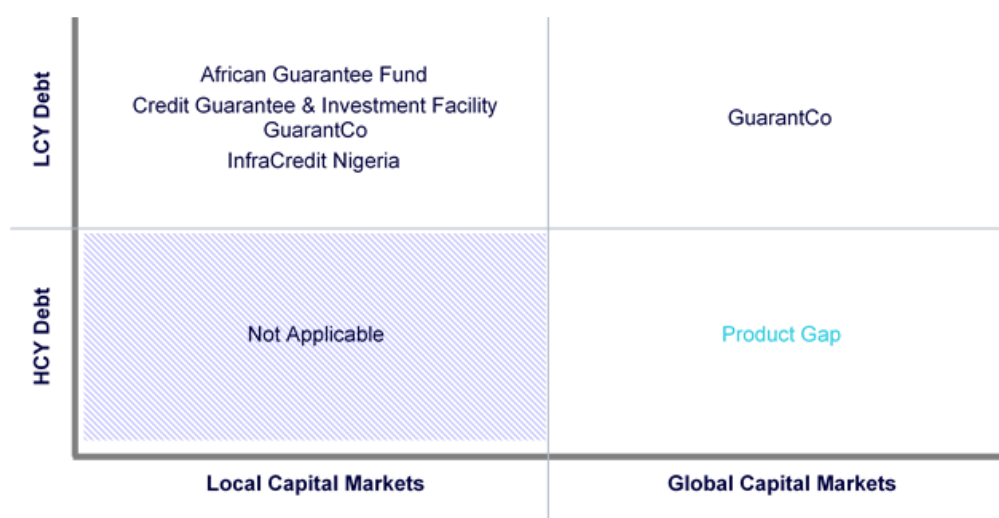 LCY Debt
African Guarantee Fund
Credit Guarantee & Investment Facility
GuarantCo
InfraCredit Nigeria
GuarantCo
HCY Debt
Not Applicable
Product Gap
Local Capital Markets
Global Capital Markets